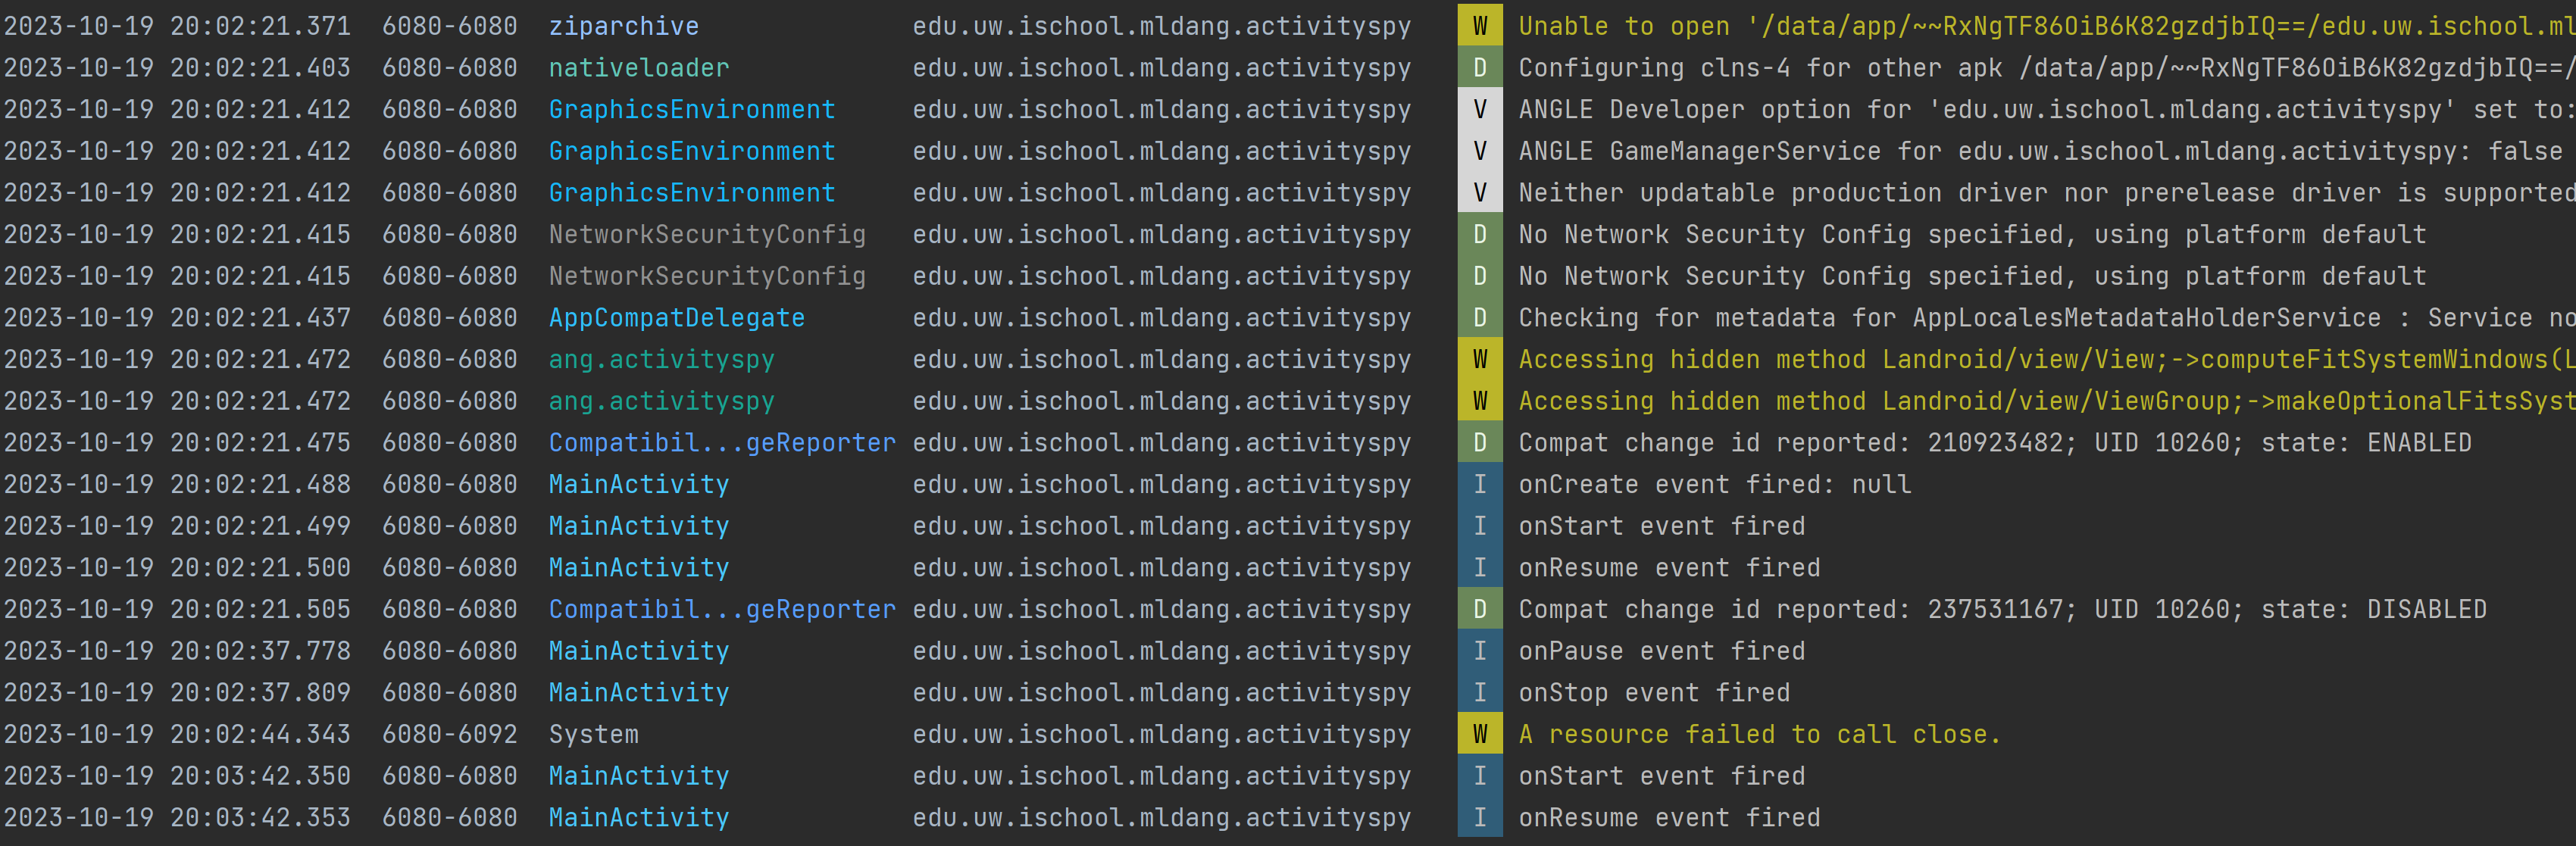 2023-10-19 20:02:21.371 6080-6080 ziparchive edu.uw.ischool.mldang.activityspy W Unable to open '/data/app/~~RxNgTF86OiB6K82gzdjbIQ==/edu.uw.ischool.ml
2023-10-19 20:02:21.403 6080-6080 nativeloader edu.uw.ischool.mldang.activityspy D Configuring clns-4 for other apk /data/app/~~RxNgTF86OiB6K82gzdjbIQ==/
2023-10-19 20:02:21.412 6080-6080 GraphicsEnvironment edu.uw.ischool.mldang.activityspy V ANGLE Developer option for 'edu.uw.ischool.mldang.activityspy' set to:
2023-10-19 20:02:21.412 6080-6080 GraphicsEnvironment edu.uw.ischool.mldang.activityspy V ANGLE GameManagerService for edu.uw.ischool.mldang.activityspy: false
2023-10-19 20:02:21.412 6080-6080 GraphicsEnvironment edu.uw.ischool.mldang.activityspy V Neither updatable production driver nor prerelease driver is supported
2023-10-19 20:02:21.415 6080-6080 NetworkSecurityConfig edu.uw.ischool.mldang.activityspy D No Network Security Config specified, using platform default
2023-10-19 20:02:21.415 6080-6080 NetworkSecurityConfig edu.uw.ischool.mldang.activityspy D No Network Security Config specified, using platform default
2023-10-19 20:02:21.437 6080-6080 AppCompatDelegate edu.uw.ischool.mldang.activityspy D Checking for metadata for AppLocalesMetadataHolderService : Service no
2023-10-19 20:02:21.472 6080-6080 ang.activityspy edu.uw.ischool.mldang.activityspy W Accessing hidden method Landroid/view/View;->computeFitSystemWindows(L
2023-10-19 20:02:21.472 6080-6080 ang.activityspy edu.uw.ischool.mldang.activityspy W Accessing hidden method Landroid/view/ViewGroup;->makeOptionalFitsSyst
2023-10-19 20:02:21.475 6080-6080 Compatibil...geReporter edu.uw.ischool.mldang.activityspy D Compat change id reported: 210923482; UID 10260; state: ENABLED
2023-10-19 20:02:21.488 6080-6080 MainActivity edu.uw.ischool.mldang.activityspy I onCreate event fired: null
2023-10-19 20:02:21.499 6080-6080 MainActivity edu.uw.ischool.mldang.activityspy I onStart event fired
2023-10-19 20:02:21.500 6080-6080 MainActivity edu.uw.ischool.mldang.activityspy I onResume event fired
2023-10-19 20:02:21.505 6080-6080 Compatibil...geReporter edu.uw.ischool.mldang.activityspy D Compat change id reported: 237531167; UID 10260; state: DISABLED
2023-10-19 20:02:37.778 6080-6080 MainActivity edu.uw.ischool.mldang.activityspy I onPause event fired
2023-10-19 20:02:37.809 6080-6080 MainActivity edu.uw.ischool.mldang.activityspy I onStop event fired
2023-10-19 20:02:44.343 6080-6092 System edu.uw.ischool.mldang.activityspy W A resource failed to call close.
2023-10-19 20:03:42.350 6080-6080 MainActivity edu.uw.ischool.mldang.activityspy I onStart event fired
2023-10-19 20:03:42.353 6080-6080 MainActivity edu.uw.ischool.mldang.activityspy I onResume event fired